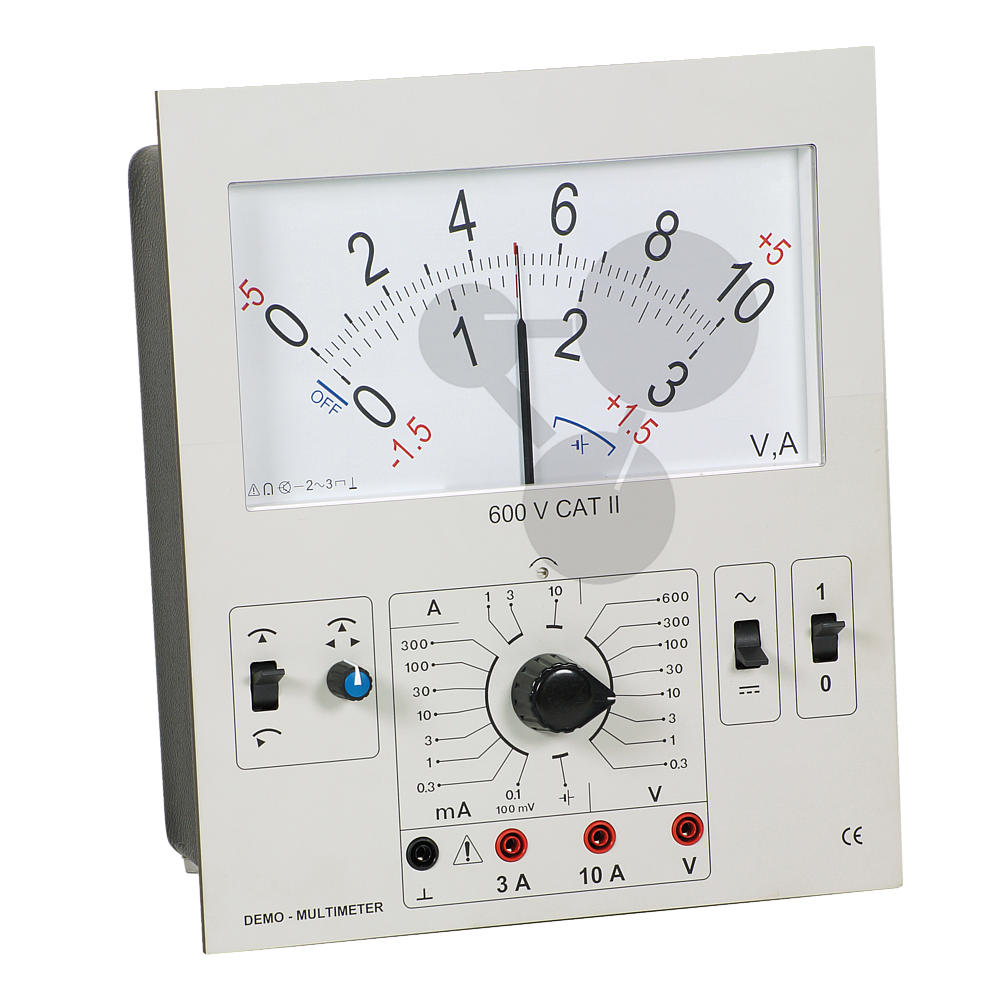 4 6
2 8
-5 0 10 +5
1 2
OFF 0 3
-1.5 +1.5
V,A
2~3
600 V CAT II
A 1 3 10
600
300 300
100 100
30 30
10 10
3 3
1 1
0.3 0.3
mA 0.1 V
100 mV
1
0
3 A 10 A V
CE
DEMO - MULTIMETER